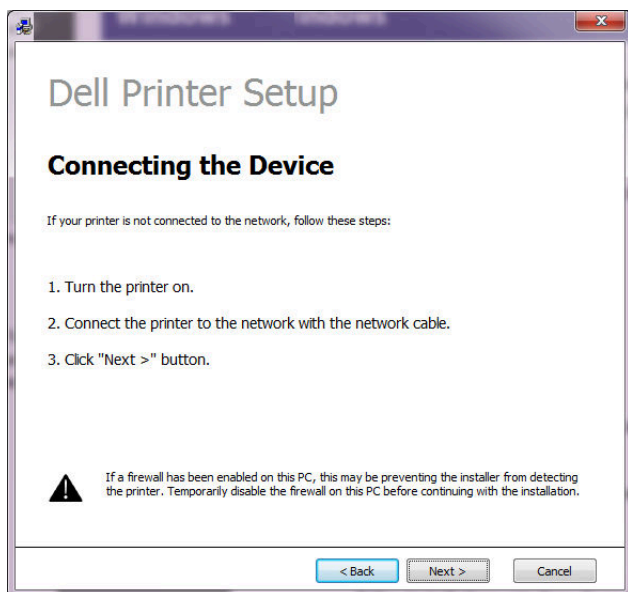 Dell Printer Setup
Connecting the Device
If your printer is not connected to the network, follow these steps:
1. Turn the printer on.
2. Connect the printer to the network with the network cable.
3. Click "Next >" button.
If a firewall has been enabled on this PC, this may be preventing the installer from detecting
the printer. Temporarily disable the firewall on this PC before continuing with the installation.
< Back Next > Cancel